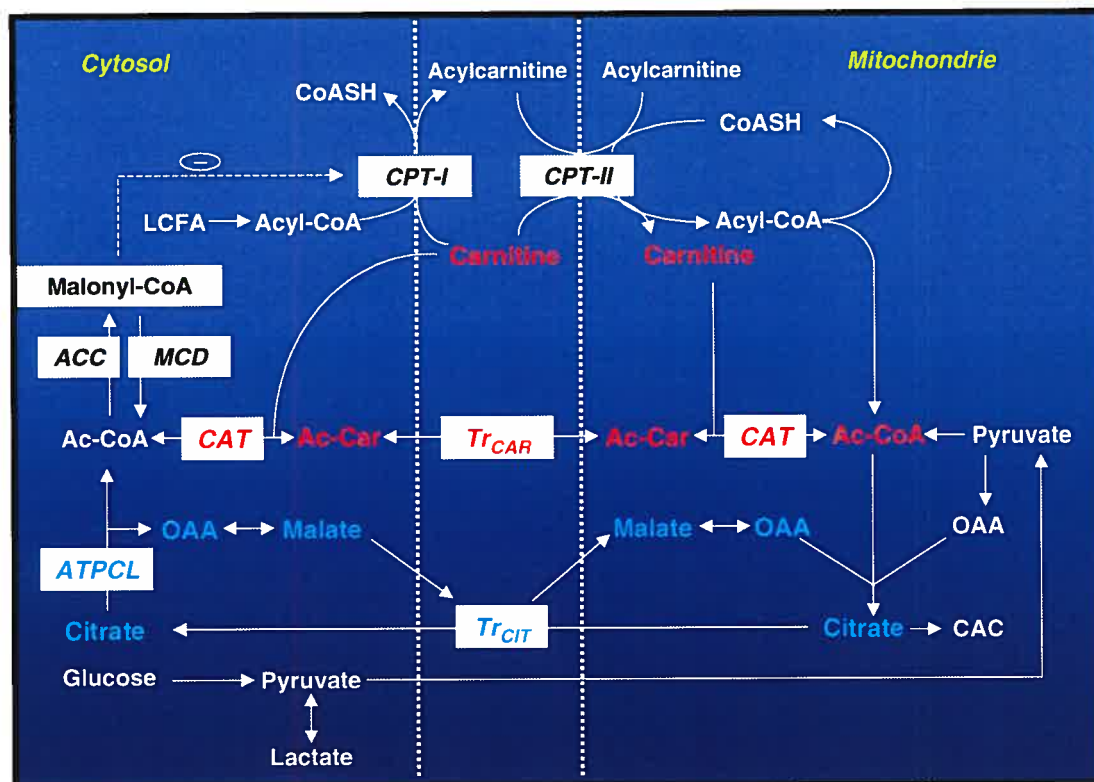 Cytosol
Mitochondrie
Acylcarnitine
Acylcarnitine
CoASH
CoASH
−
CPT-I
CPT-II
LCFA
Acyl-CoA
Acyl-CoA
Carnitine
Carnitine
Malonyl-CoA
ACC
MCD
Ac-CoA
CAT
Ac-Car
Tr_CAR
Ac-Car
CAT
Ac-CoA
Pyruvate
OAA
Malate
Malate
OAA
OAA
ATPCL
Citrate
Tr_CIT
Citrate
CAC
Glucose
Pyruvate
Lactate